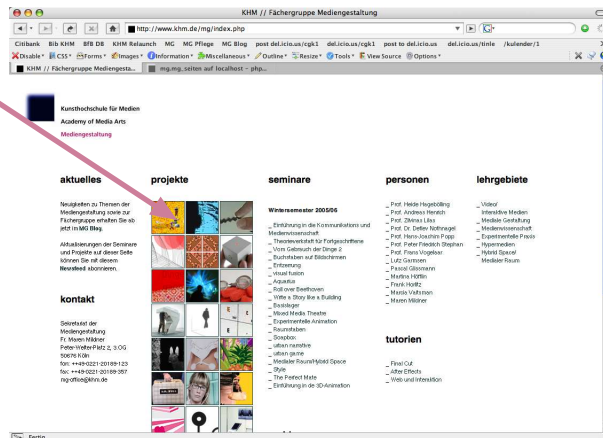 KHM // Fächergruppe Mediengestaltung
http://www.khm.de/mg/index.php
Citibank Bib KHM BfB DB KHM Relaunch MG MG Pflege MG Blog post del.icio.us/cgk1 del.icio.us/cgk1 post to del.icio.us del.icio.us/tinle /kulender/1
Disable CSS Forms Images Information Miscellaneous Outline Resize Tools View Source Options
KHM // Fächergruppe Mediengesta... mg.mg_seiten auf localhost - php...
Kunsthochschule für Medien
Academy of Media Arts
Mediengestaltung
aktuelles
Neuigkeiten zu Themen der
Mediengestaltung sowie zur
Fächergruppe erhalten Sie ab
jetzt im MG Blog.
Aktualisierungen der Seminare
und Projekte auf dieser Seite
können Sie mit diesem
Newsfeed abonnieren.
kontakt
Sekretariat der
Mediengestaltung
Fr. Maren Mildner
Peter-Welter-Platz 2, 3.OG
50676 Köln
fon: ++49-0221-20189-123
fax: ++49-0221-20189-357
mg-office@khm.de
projekte
seminare
Wintersemester 2005/06
_ Einführung in die Kommunikations und
Medienwissenschaft
_ Theoriewerkstatt für Fortgeschrittene
_ Vom Gebrauch der Dinge 2
_ Buchstaben auf Bildschirmen
_ Entzerrung
_ visual fusion
_ Aquarius
_ Roll over Beethoven
_ Write a Story like a Building
_ Basislager
_ Mixed Media Theatre
_ Experimentelle Animation
_ Raumstaben
_ Soapbox
_ urban narrative
_ urban game
_ Medialer Raum/Hybrid Space
_ Style
_ The Perfect Mate
_ Einführung in die 3D-Animation
personen
_ Prof. Heide Hagebölling
_ Prof. Andreas Henrich
_ Prof. Zilvinas Lilas
_ Prof. Dr. Detlev Nothnagel
_ Prof. Hans-Joachim Popp
_ Prof. Peter Friedrich Stephan
_ Prof. Frans Vogelaar
_ Lutz Garmsen
_ Pascal Glissmann
_ Martina Höfflin
_ Frank Horlitz
_ Marsia Vaitsman
_ Maren Mildner
tutorien
_ Final Cut
_ After Effects
_ Web und Interaktion
lehrgebiete
_ Video/
Interaktive Medien
_ Mediale Gestaltung
_ Medienwissenschaft
_ Experimentelle Praxis
_ Hypermedien
_ Hybrid Space/
Medialer Raum
Fertig